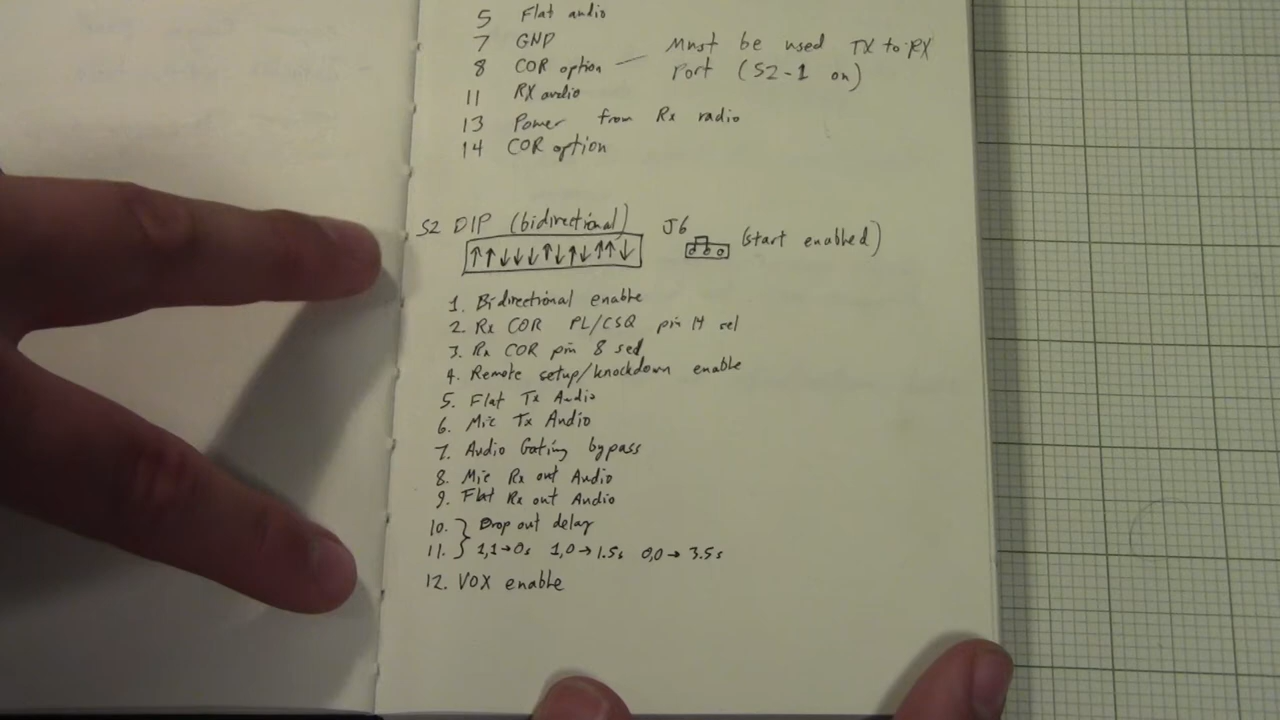 5 Flat audio
7 GND
8 COR option — Must be used TX to RX
port (S2-1 on)
11 RX audio
13 Power from Rx radio
14 COR option
S2 DIP (bidirectional) J6 (start enabled)
↑↑↓↓↓↑↓↑↓↑↑↓
1. Bidirectional enable
2. Rx COR PL/CSQ pin 14 sel
3. Rx COR pin 8 sel
4. Remote setup/knockdown enable
5. Flat Tx Audio
6. Mic Tx Audio
7. Audio Gating bypass
8. Mic Rx out Audio
9. Flat Rx out Audio
10. } Drop out delay
11. } 1,1→0s 1,0→1.5s 0,0→3.5s
12. VOX enable